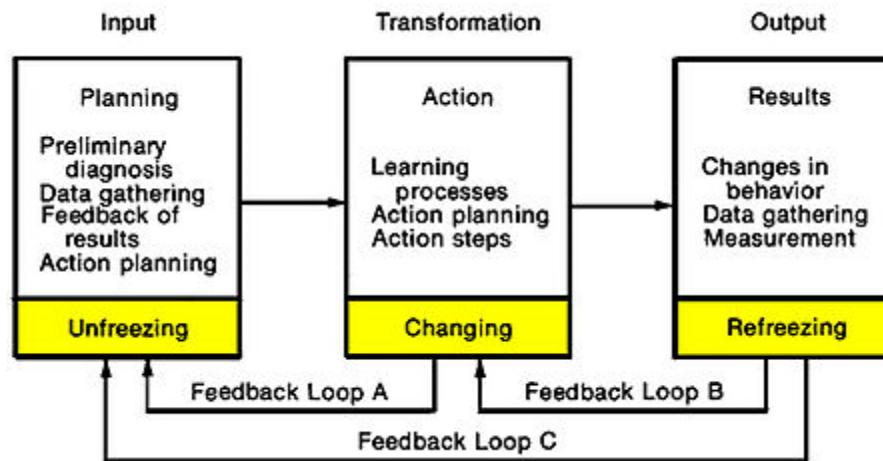 Input
Transformation
Output
Planning
Preliminary
diagnosis
Data gathering
Feedback of
results
Action planning
Unfreezing
Action
Learning
processes
Action planning
Action steps
Changing
Results
Changes in
behavior
Data gathering
Measurement
Refreezing
Feedback Loop A
Feedback Loop B
Feedback Loop C